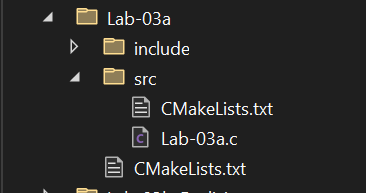 Lab-03a
include
src
CMakeLists.txt
Lab-03a.c
CMakeLists.txt